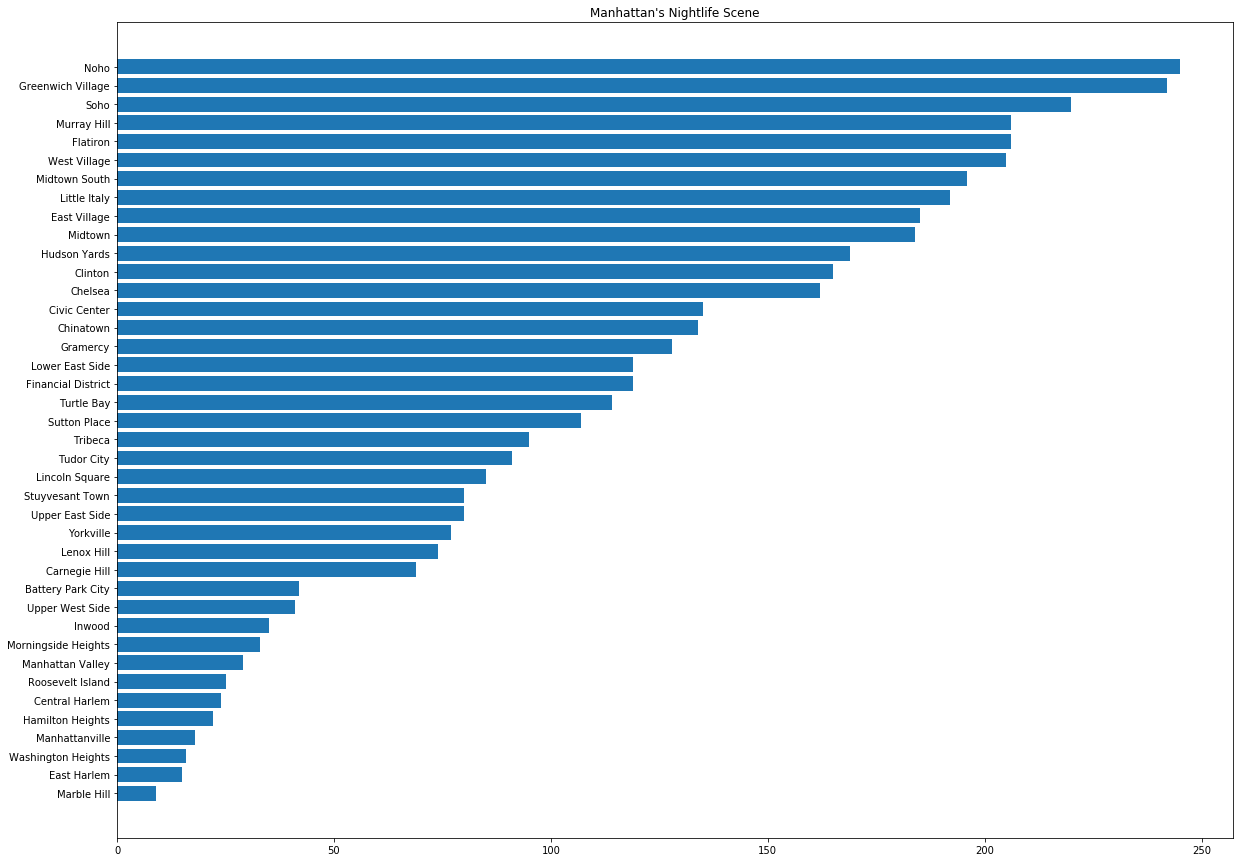 Manhattan's Nightlife Scene
Noho
Greenwich Village
Soho
Murray Hill
Flatiron
West Village
Midtown South
Little Italy
East Village
Midtown
Hudson Yards
Clinton
Chelsea
Civic Center
Chinatown
Gramercy
Lower East Side
Financial District
Turtle Bay
Sutton Place
Tribeca
Tudor City
Lincoln Square
Stuyvesant Town
Upper East Side
Yorkville
Lenox Hill
Carnegie Hill
Battery Park City
Upper West Side
Inwood
Morningside Heights
Manhattan Valley
Roosevelt Island
Central Harlem
Hamilton Heights
Manhattanville
Washington Heights
East Harlem
Marble Hill
0 50 100 150 200 250